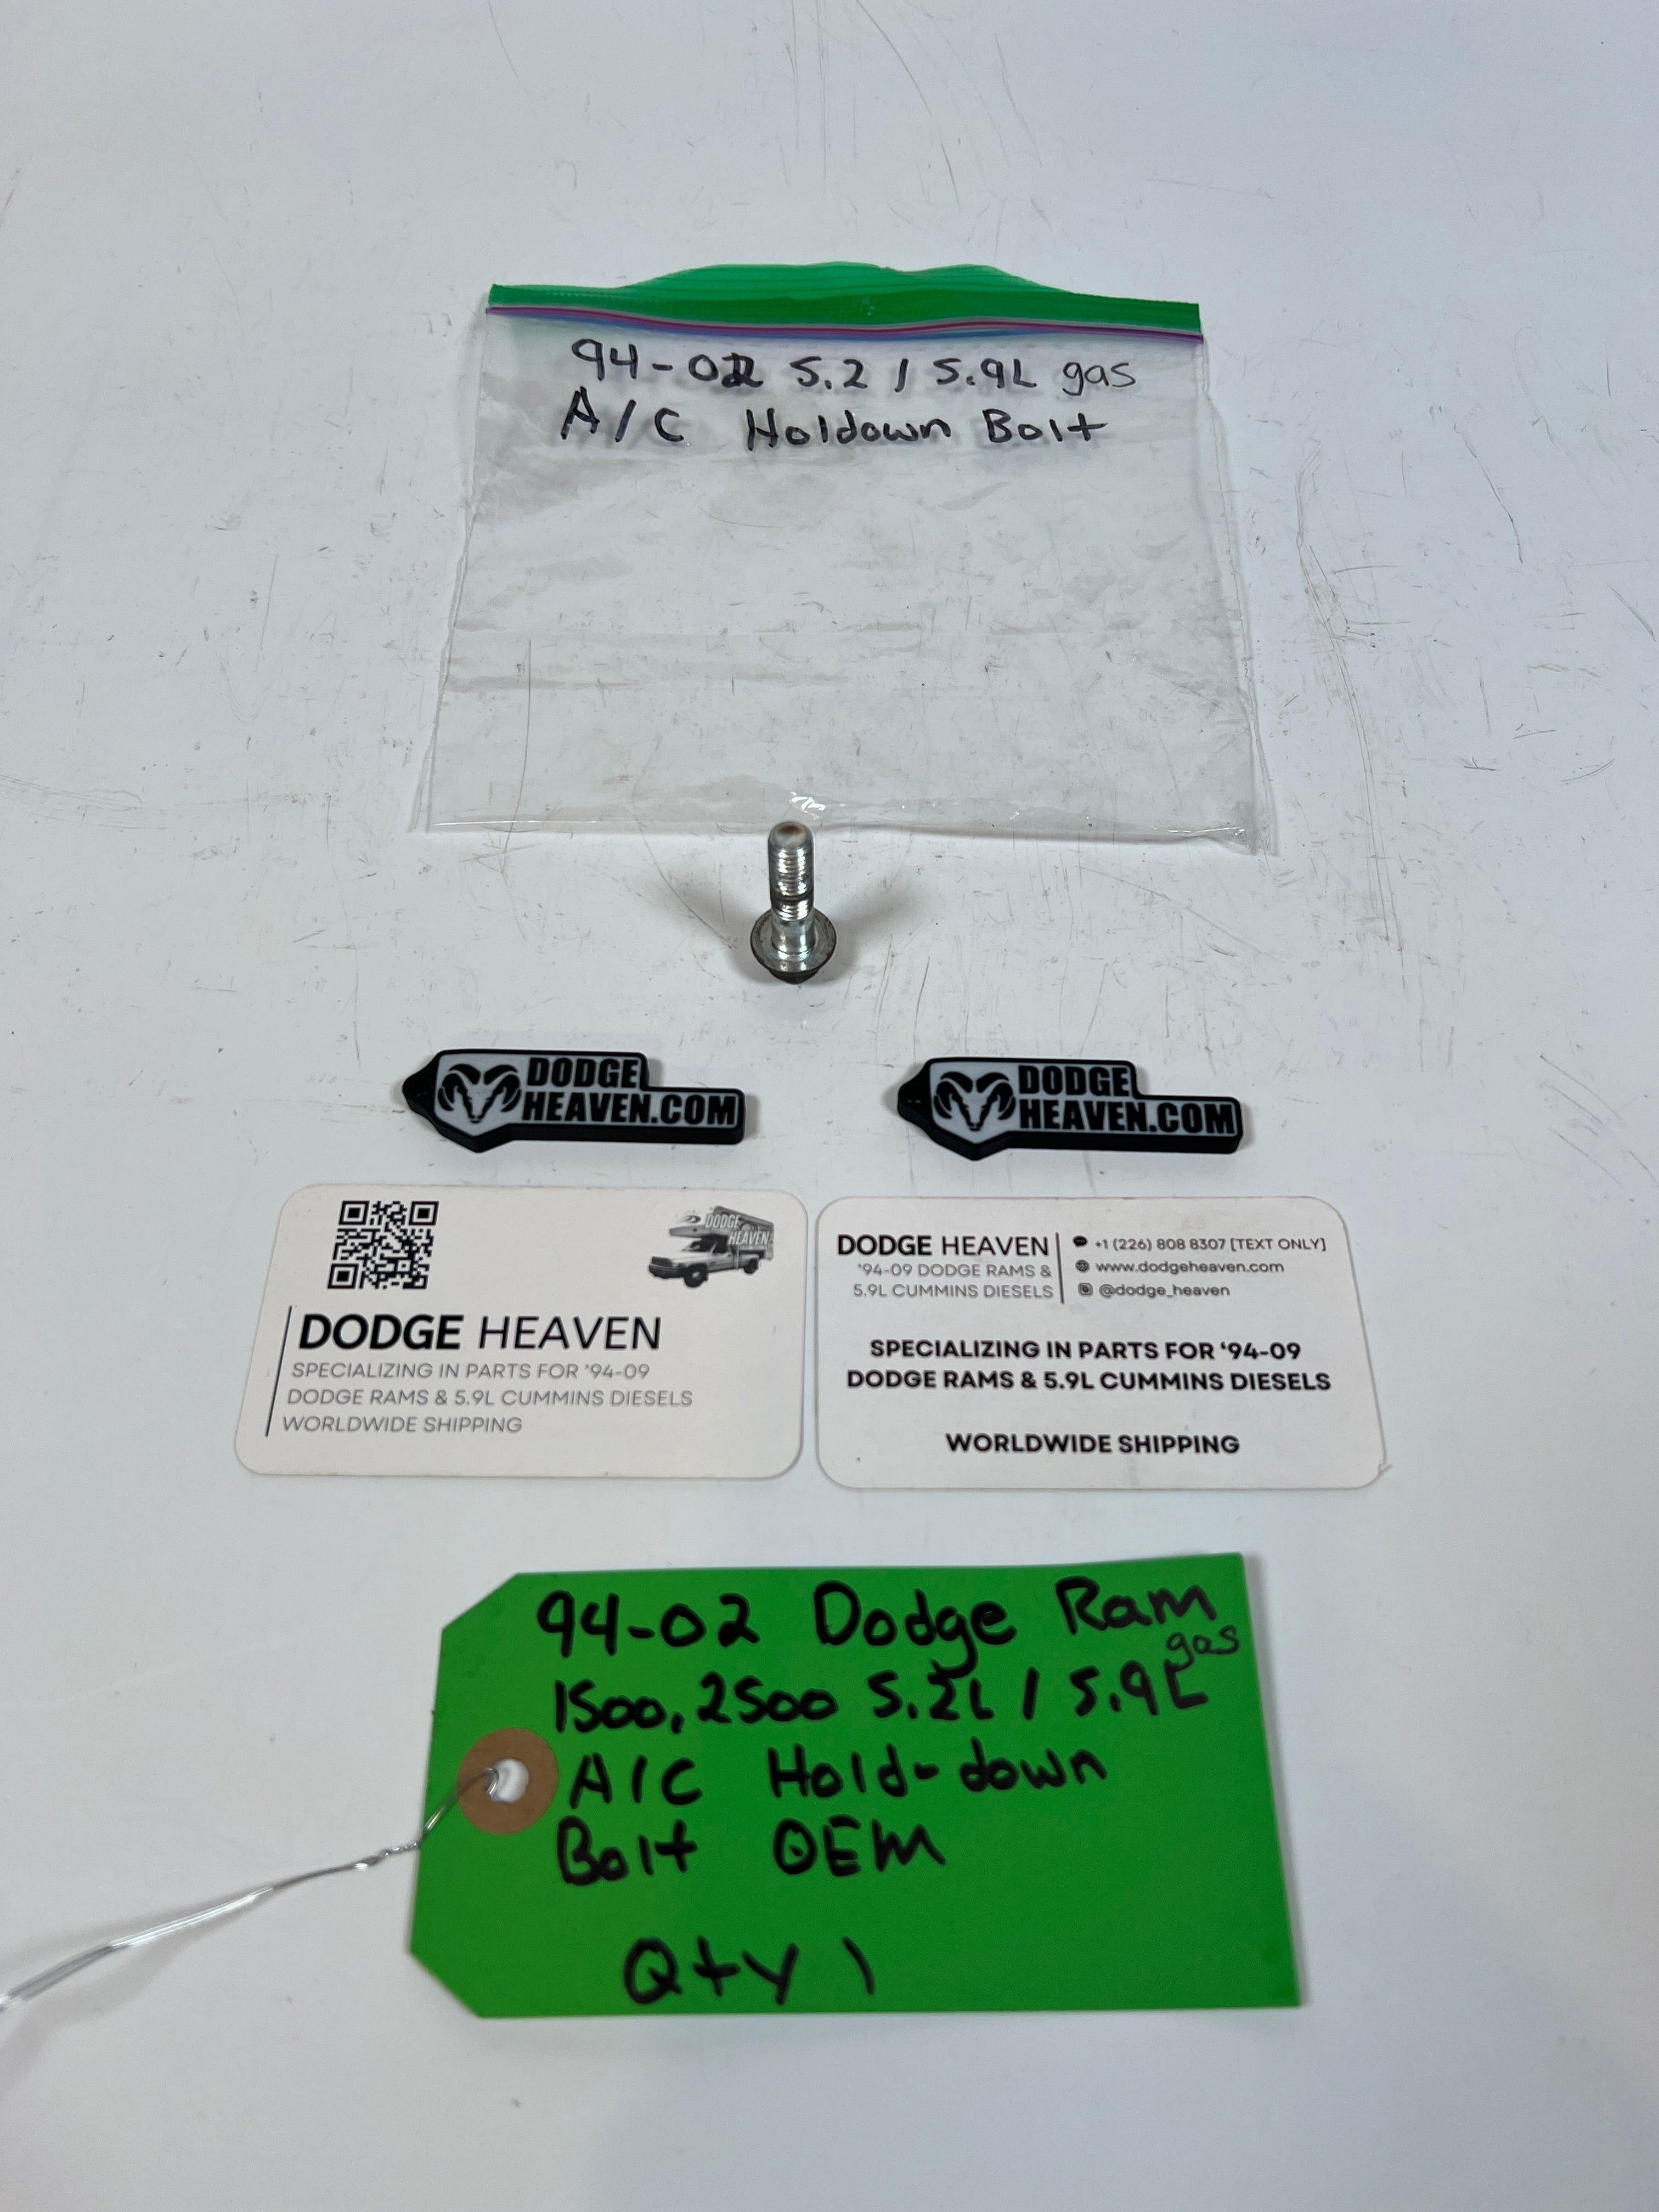 94-02 5.2 / 5.9L gas
A/C Holdown Bolt
DODGE
HEAVEN.COM
DODGE
HEAVEN.COM
DODGE
HEAVEN
DODGE HEAVEN
SPECIALIZING IN PARTS FOR '94-09
DODGE RAMS & 5.9L CUMMINS DIESELS
WORLDWIDE SHIPPING
DODGE HEAVEN
'94-09 DODGE RAMS &
5.9L CUMMINS DIESELS
+1 (226) 808 8307 [TEXT ONLY]
www.dodgeheaven.com
@dodge_heaven
SPECIALIZING IN PARTS FOR '94-09
DODGE RAMS & 5.9L CUMMINS DIESELS
WORLDWIDE SHIPPING
94-02 Dodge Ram
gas
1500, 2500 5.2L / 5.9L
A/C Hold-down
Bolt OEM
Qty 1